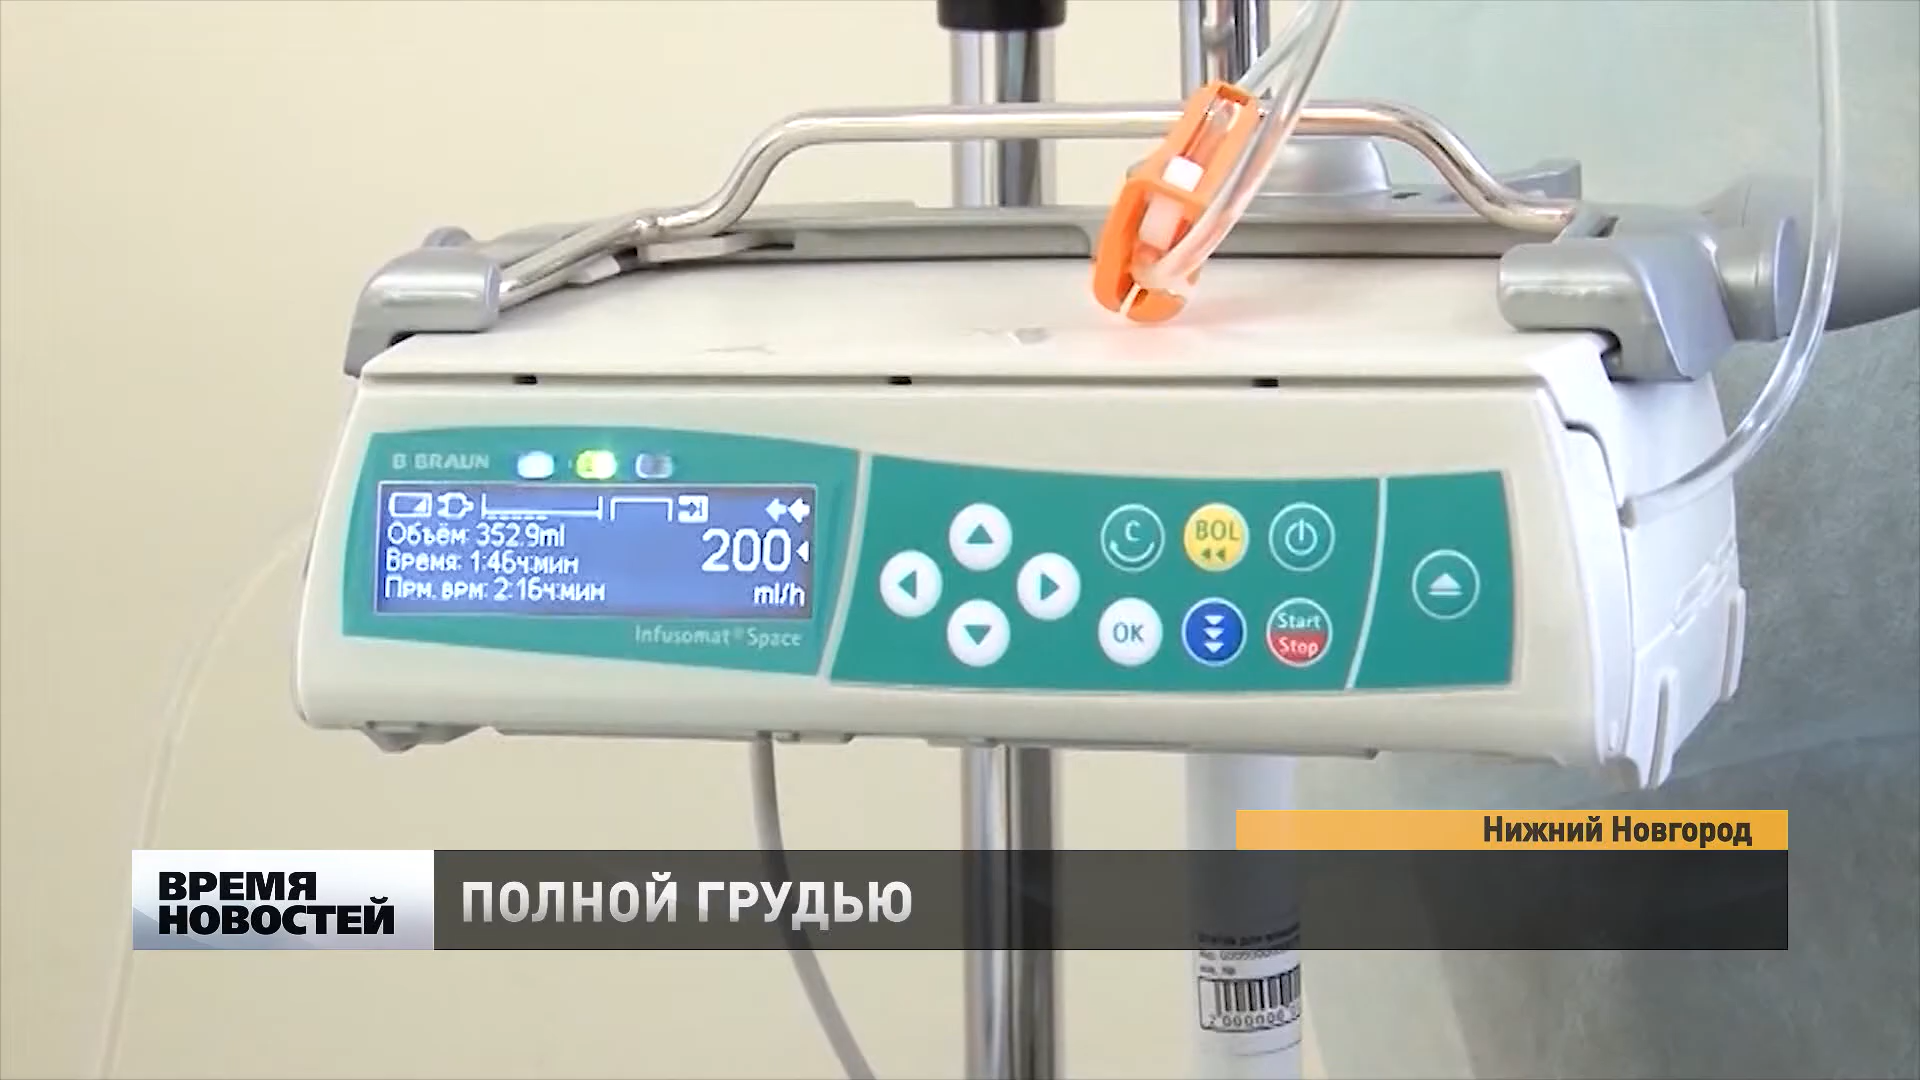 B BRAUN
Объём: 352.9ml
Время: 1:46ч:мин
Прм. врм: 2:16ч:мин
200
ml/h
Infusomat® Space
C
BOL
OK
Start
Stop
Нижний Новгород
ВРЕМЯ
НОВОСТЕЙ
ПОЛНОЙ ГРУДЬЮ